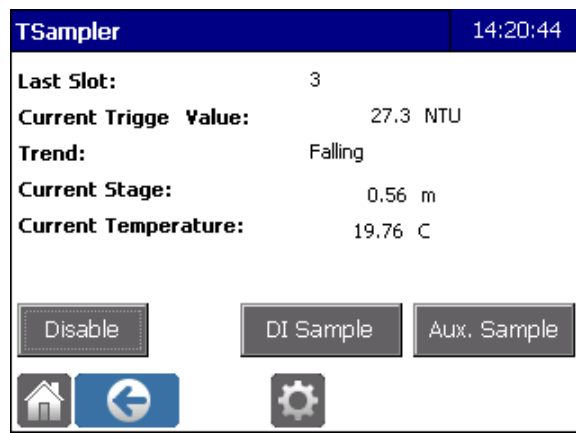 TSampler 14:20:44
Last Slot: 3
Current Trigge Value: 27.3 NTU
Trend: Falling
Current Stage: 0.56 m
Current Temperature: 19.76 C
Disable DI Sample Aux. Sample